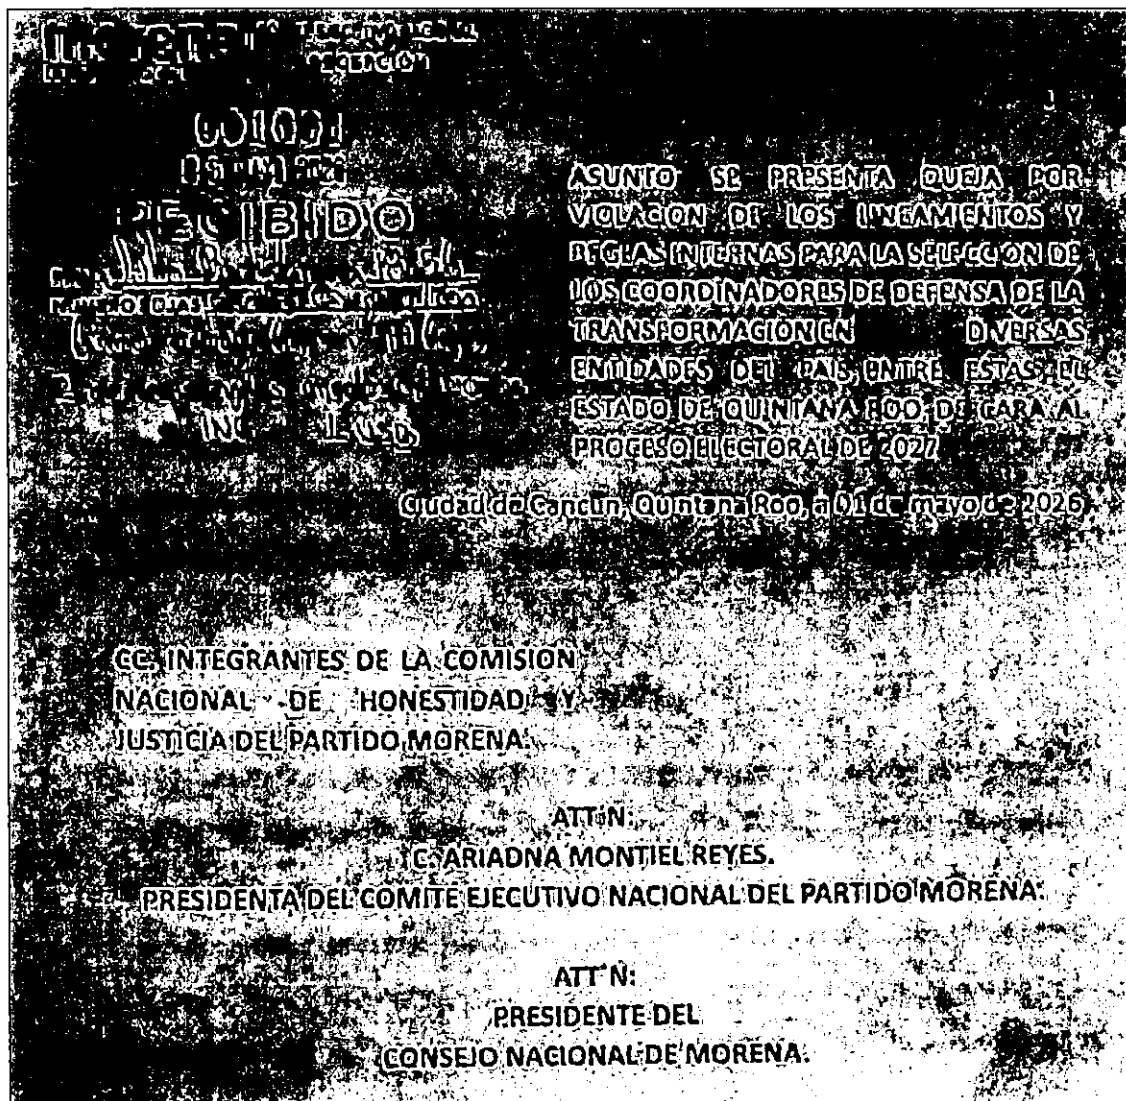 morena
RECEPCIÓN
RECIBIDO
ASUNTO SE PRESENTA QUEJA POR
VIOLACION DE LOS LINEAMIENTOS Y
REGLAS INTERNAS PARA LA SELECCION DE
LOS COORDINADORES DE DEFENSA DE LA
TRANSFORMACION EN DIVERSAS
ENTIDADES DEL PAIS, ENTRE ESTAS EL
ESTADO DE QUINTANA ROO, DE CARA AL
PROCESO ELECTORAL DE 2027
Ciudad de Cancún, Quintana Roo, a 01 de mayo de 2026
CC. INTEGRANTES DE LA COMISION
NACIONAL DE HONESTIDAD Y
JUSTICIA DEL PARTIDO MORENA.
ATT'N:
C. ARIADNA MONTIEL REYES.
PRESIDENTA DEL COMITE EJECUTIVO NACIONAL DEL PARTIDO MORENA.
ATT'N:
PRESIDENTE DEL
CONSEJO NACIONAL DE MORENA.